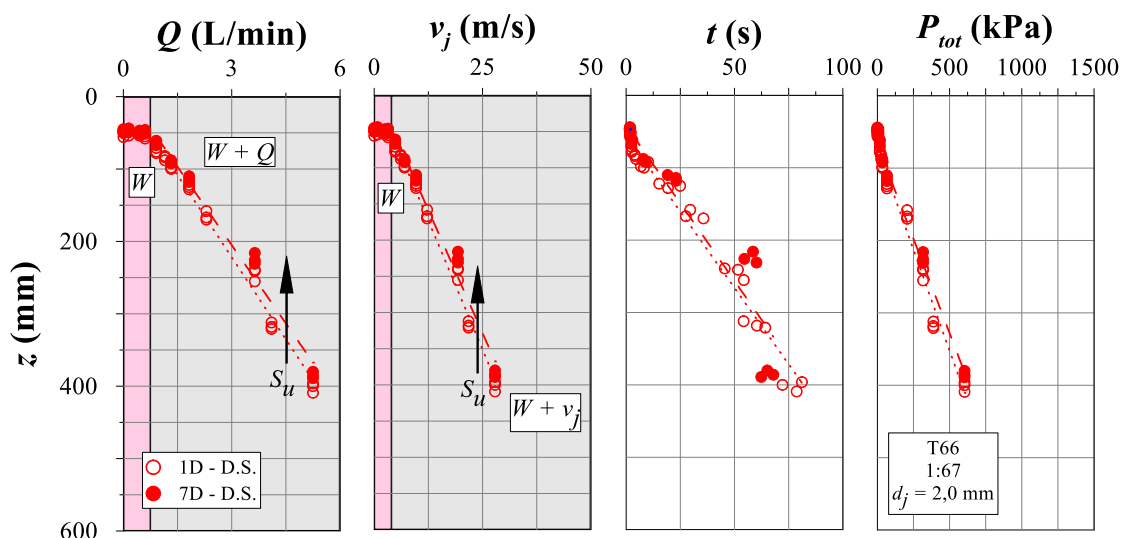 Q (L/min)
v_j (m/s)
t (s)
P_tot (kPa)
0 3 6
0 25 50
0 50 100
0 500 1000 1500
0
200
400
600
z (mm)
W + Q
W
S_u
1D - D.S.
7D - D.S.
W
S_u
W + v_j
T66
1:67
d_j = 2,0 mm